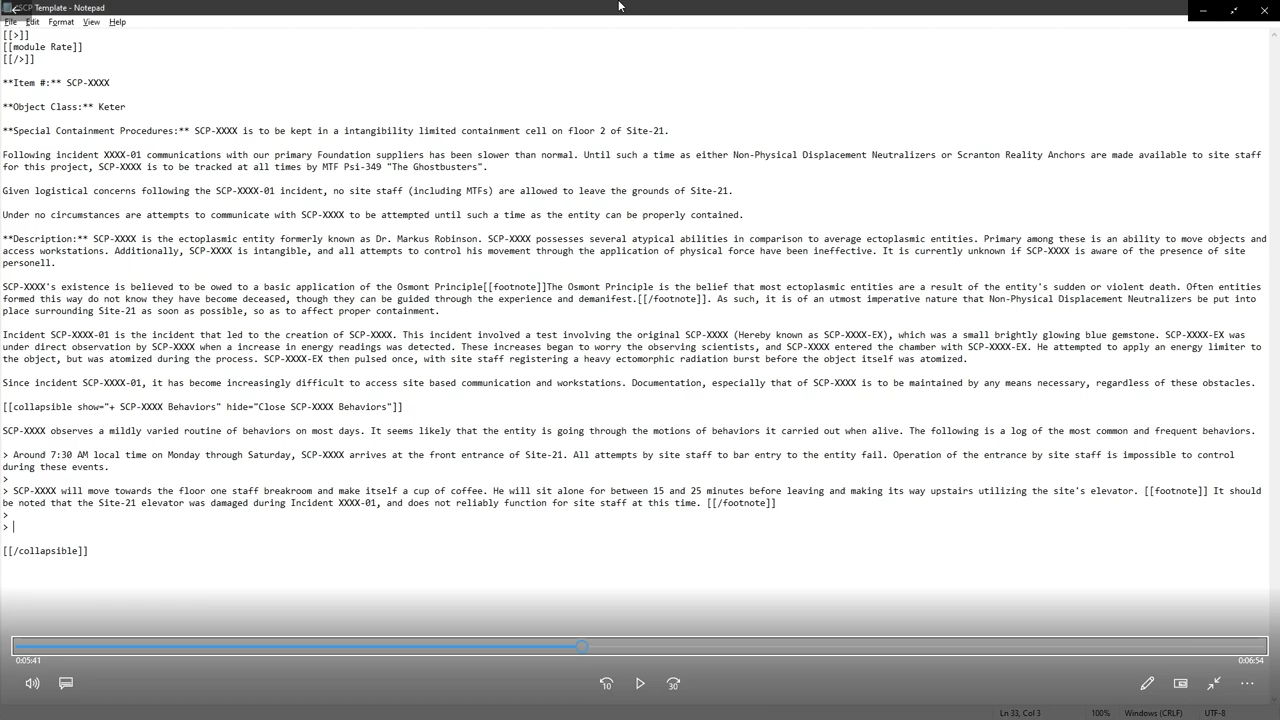 SCP Template - Notepad
File Edit Format View Help
[[>]]
[[module Rate]]
[[/>]]
**Item #:** SCP-XXXX
**Object Class:** Keter
**Special Containment Procedures:** SCP-XXXX is to be kept in a intangibility limited containment cell on floor 2 of Site-21.
Following incident XXXX-01 communications with our primary Foundation suppliers has been slower than normal. Until such a time as either Non-Physical Displacement Neutralizers or Scranton Reality Anchors are made available to site staff
for this project, SCP-XXXX is to be tracked at all times by MTF Psi-349 "The Ghostbusters".
Given logistical concerns following the SCP-XXXX-01 incident, no site staff (including MTFs) are allowed to leave the grounds of Site-21.
Under no circumstances are attempts to communicate with SCP-XXXX to be attempted until such a time as the entity can be properly contained.
**Description:** SCP-XXXX is the ectoplasmic entity formerly known as Dr. Markus Robinson. SCP-XXXX possesses several atypical abilities in comparison to average ectoplasmic entities. Primary among these is an ability to move objects and
access workstations. Additionally, SCP-XXXX is intangible, and all attempts to control his movement through the application of physical force have been ineffective. It is currently unknown if SCP-XXXX is aware of the presence of site
personell.
SCP-XXXX's existence is believed to be owed to a basic application of the Osmont Principle[[footnote]]The Osmont Principle is the belief that most ectoplasmic entities are a result of the entity's sudden or violent death. Often entities
formed this way do not know they have become deceased, though they can be guided through the experience and demanifest.[[/footnote]]. As such, it is of an utmost imperative nature that Non-Physical Displacement Neutralizers be put into
place surrounding Site-21 as soon as possible, so as to affect proper containment.
Incident SCP-XXXX-01 is the incident that led to the creation of SCP-XXXX. This incident involved a test involving the original SCP-XXXX (Hereby known as SCP-XXXX-EX), which was a small brightly glowing blue gemstone. SCP-XXXX-EX was
under direct observation by SCP-XXXX when a increase in energy readings was detected. These increases began to worry the observing scientists, and SCP-XXXX entered the chamber with SCP-XXXX-EX. He attempted to apply an energy limiter to
the object, but was atomized during the process. SCP-XXXX-EX then pulsed once, with site staff registering a heavy ectomorphic radiation burst before the object itself was atomized.
Since incident SCP-XXXX-01, it has become increasingly difficult to access site based communication and workstations. Documentation, especially that of SCP-XXXX is to be maintained by any means necessary, regardless of these obstacles.
[[collapsible show="+ SCP-XXXX Behaviors" hide="Close SCP-XXXX Behaviors"]]
SCP-XXXX observes a mildly varied routine of behaviors on most days. It seems likely that the entity is going through the motions of behaviors it carried out when alive. The following is a log of the most common and frequent behaviors.
> Around 7:30 AM local time on Monday through Saturday, SCP-XXXX arrives at the front entrance of Site-21. All attempts by site staff to bar entry to the entity fail. Operation of the entrance by site staff is impossible to control
during these events.
>
> SCP-XXXX will move towards the floor one staff breakroom and make itself a cup of coffee. He will sit alone for between 15 and 25 minutes before leaving and making its way upstairs utilizing the site's elevator. [[footnote]] It should
be noted that the Site-21 elevator was damaged during Incident XXXX-01, and does not reliably function for site staff at this time. [[/footnote]]
>
>
[[/collapsible]]
0:05:41 0:06:54
10 30
Ln 33, Col 3 100% Windows (CRLF) UTF-8